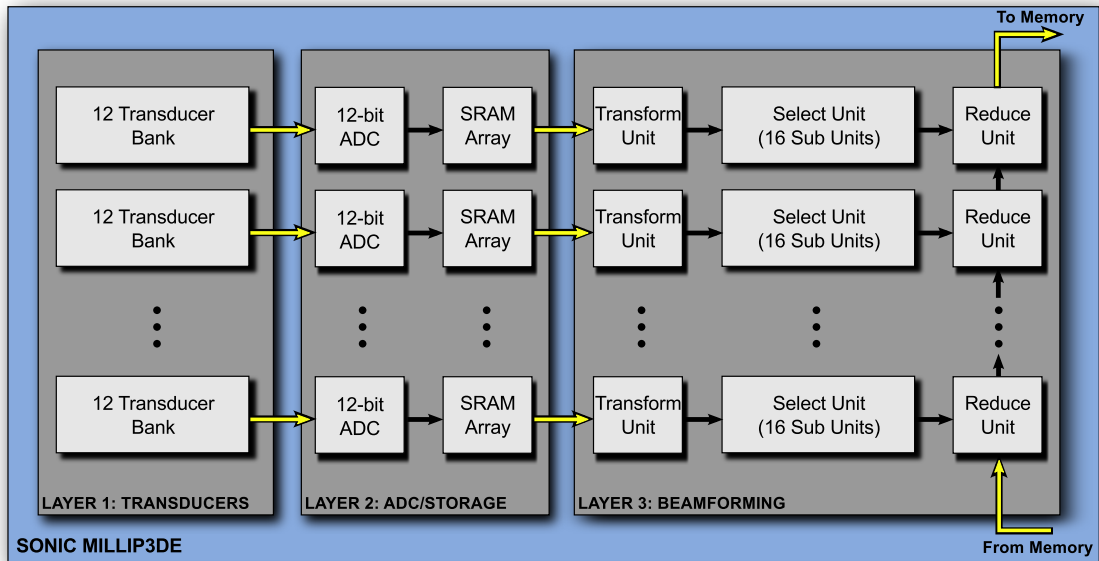 To Memory
12 Transducer
Bank
12-bit
ADC
SRAM
Array
Transform
Unit
Select Unit
(16 Sub Units)
Reduce
Unit
12 Transducer
Bank
12-bit
ADC
SRAM
Array
Transform
Unit
Select Unit
(16 Sub Units)
Reduce
Unit
12 Transducer
Bank
12-bit
ADC
SRAM
Array
Transform
Unit
Select Unit
(16 Sub Units)
Reduce
Unit
LAYER 1: TRANSDUCERS
LAYER 2: ADC/STORAGE
LAYER 3: BEAMFORMING
SONIC MILLIP3DE
From Memory